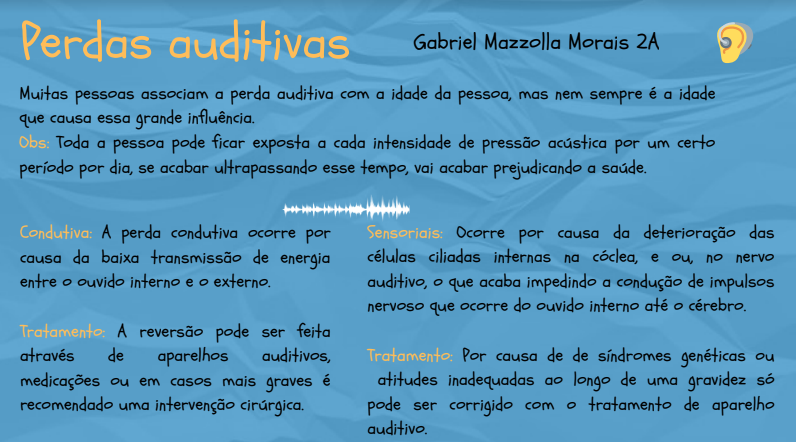 Perdas auditivas
Gabriel Mazzolla Morais 2A
Muitas pessoas associam a perda auditiva com a idade da pessoa, mas nem sempre é a idade
que causa essa grande influência.
Obs: Toda a pessoa pode ficar exposta a cada intensidade de pressão acústica por um certo
período por dia, se acabar ultrapassando esse tempo, vai acabar prejudicando a saúde.
Condutiva: A perda condutiva ocorre por
causa da baixa transmissão de energia
entre o ouvido interno e o externo.
Tratamento: A reversão pode ser feita
através de aparelhos auditivos,
medicações ou em casos mais graves é
recomendado uma intervenção cirúrgica.
Sensoriais: Ocorre por causa da deterioração das
células ciliadas internas na cóclea, e ou, no nervo
auditivo, o que acaba impedindo a condução de impulsos
nervoso que ocorre do ouvido interno até o cérebro.
Tratamento: Por causa de de síndromes genéticas ou
atitudes inadequadas ao longo de uma gravidez só
pode ser corrigido com o tratamento de aparelho
auditivo.